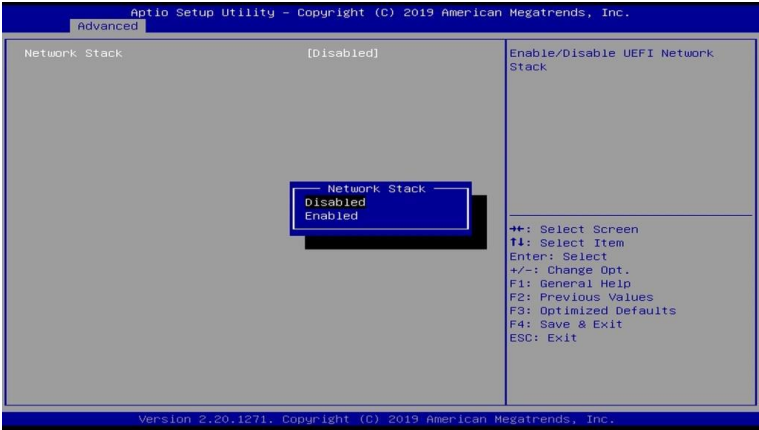 Aptio Setup Utility – Copyright (C) 2019 American Megatrends, Inc.
Advanced
Network Stack [Disabled]
Enable/Disable UEFI Network
Stack
Network Stack
Disabled
Enabled
→←: Select Screen
↑↓: Select Item
Enter: Select
+/-: Change Opt.
F1: General Help
F2: Previous Values
F3: Optimized Defaults
F4: Save & Exit
ESC: Exit
Version 2.20.1271. Copyright (C) 2019 American Megatrends, Inc.